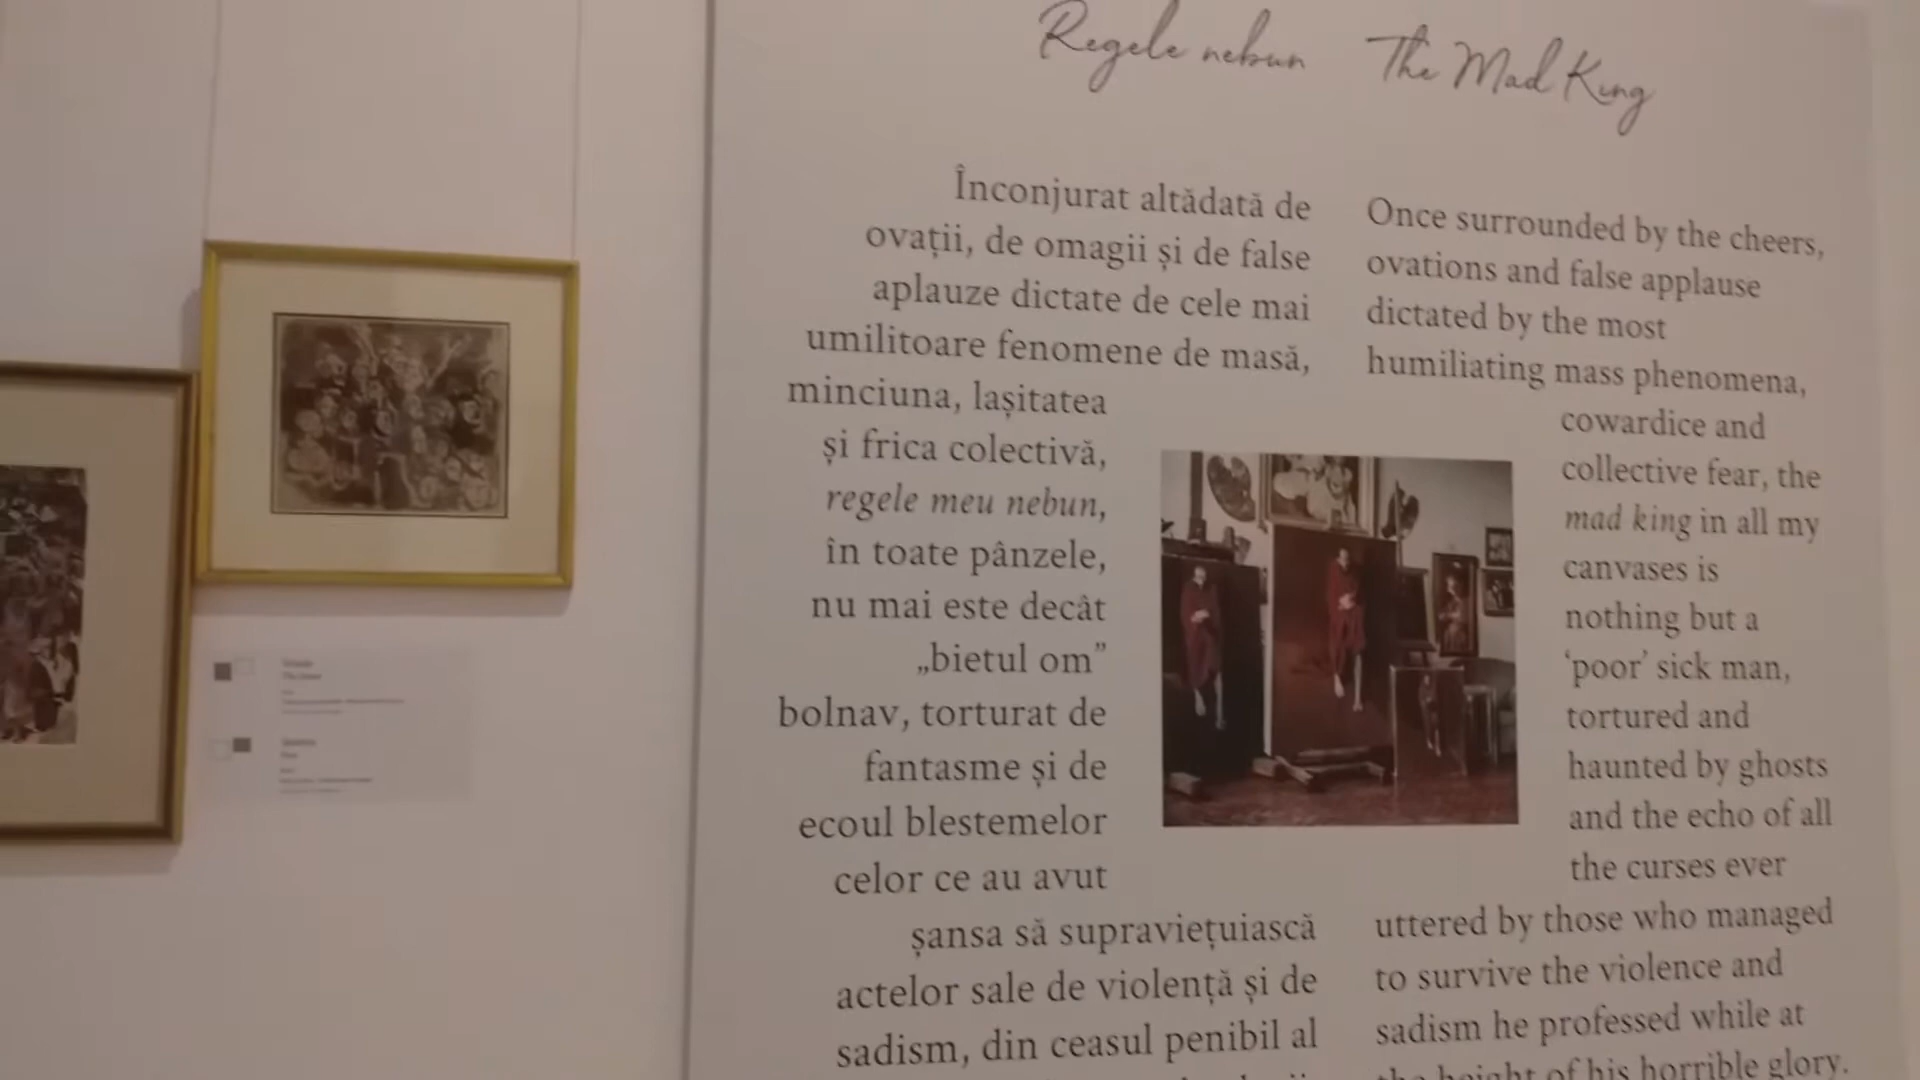 Regele nebun
Înconjurat altădată de
ovații, de omagii și de false
aplauze dictate de cele mai
umilitoare fenomene de masă,
minciuna, lașitatea
și frica colectivă,
regele meu nebun,
în toate pânzele,
nu mai este decât
„bietul om”
bolnav, torturat de
fantasme și de
ecoul blestemelor
celor ce au avut
șansa să supraviețuiască
actelor sale de violență și de
sadism, din ceasul penibil al
The Mad King
Once surrounded by the cheers,
ovations and false applause
dictated by the most
humiliating mass phenomena,
cowardice and
collective fear, the
mad king in all my
canvases is
nothing but a
‘poor’ sick man,
tortured and
haunted by ghosts
and the echo of all
the curses ever
uttered by those who managed
to survive the violence and
sadism he professed while at
the height of his horrible glory.